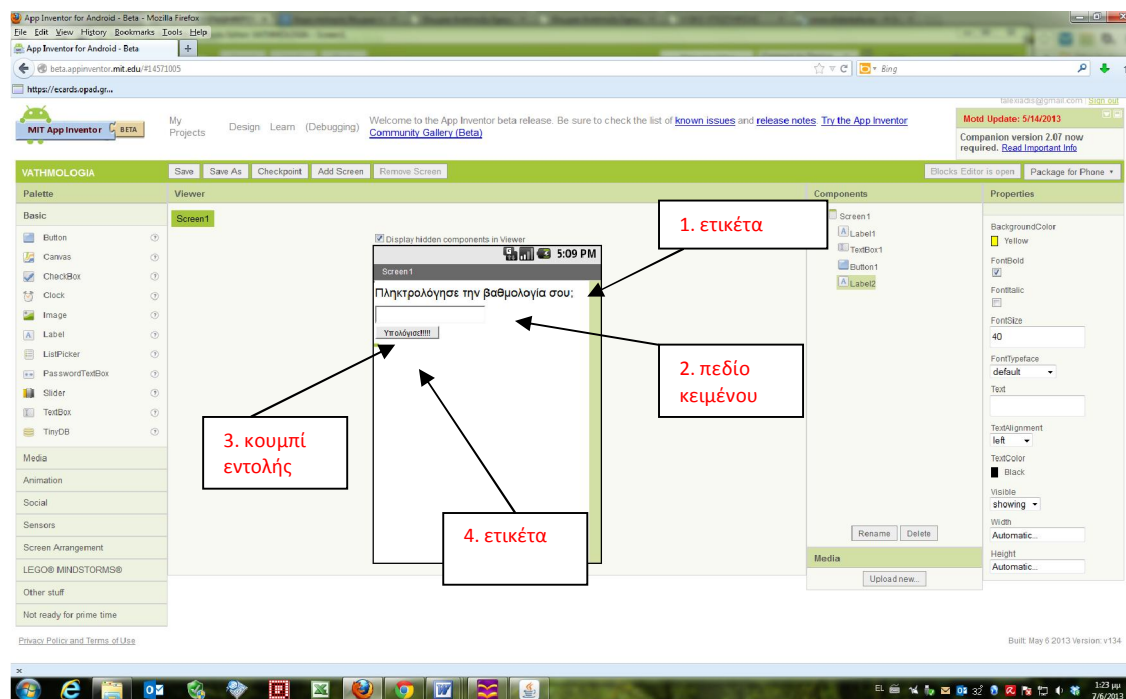 App Inventor for Android - Beta - Mozilla Firefox
File Edit View History Bookmarks Tools Help
App Inventor for Android - Beta
beta.appinventor.mit.edu/#14571005
Bing
https://ecards.opad.gr...
talexiadis@gmail.com | Sign out
MIT App Inventor BETA
My Projects Design Learn (Debugging)
Welcome to the App Inventor beta release. Be sure to check the list of known issues and release notes. Try the App Inventor
Community Gallery (Beta)
Motd Update: 5/14/2013
Companion version 2.07 now
required. Read Important Info
VATHMOLOGIA
Save Save As Checkpoint Add Screen Remove Screen
Blocks Editor is open Package for Phone
Palette
Viewer
Components
Properties
Basic
Button
Canvas
CheckBox
Clock
Image
Label
ListPicker
PasswordTextBox
Slider
TextBox
TinyDB
Media
Animation
Social
Sensors
Screen Arrangement
LEGO® MINDSTORMS®
Other stuff
Not ready for prime time
Screen1
Display hidden components in Viewer
5:09 PM
Screen1
Πληκτρολόγησε την βαθμολογία σου;
Υπολόγισε!!!!!
1. ετικέτα
2. πεδίο
κειμένου
3. κουμπί
εντολής
4. ετικέτα
Screen1
Label1
TextBox1
Button1
Label2
Rename Delete
Media
Upload new...
BackgroundColor
Yellow
FontBold
FontItalic
FontSize
40
FontTypeface
default
Text
TextAlignment
left
TextColor
Black
Visible
showing
Width
Automatic...
Height
Automatic...
Privacy Policy and Terms of Use
Built: May 6 2013 Version: v134
EL
1:23 μμ
7/6/2013